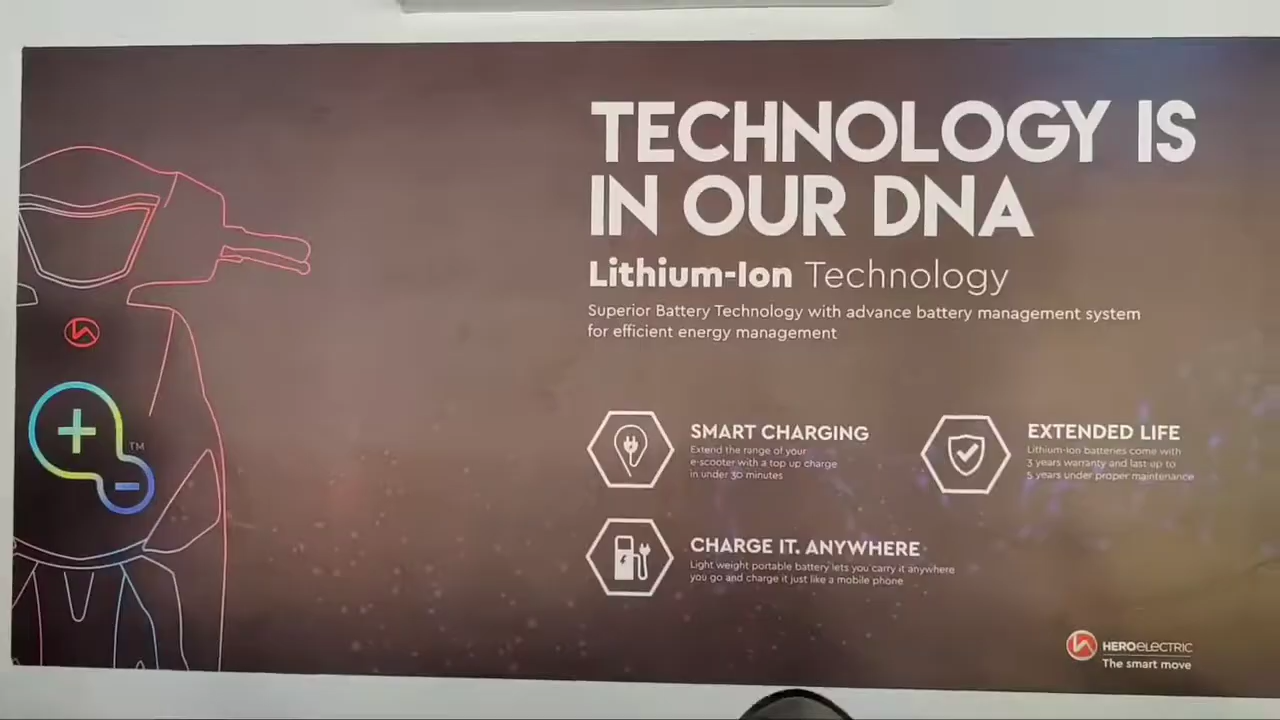 TECHNOLOGY IS
IN OUR DNA
Lithium-Ion Technology
Superior Battery Technology with advance battery management system
for efficient energy management
SMART CHARGING
Extend the range of your
e-scooter with a top up charge
in under 30 minutes
EXTENDED LIFE
Lithium-Ion batteries come with
3 years warranty and last up to
5 years under proper maintenance
+
TM
-
CHARGE IT. ANYWHERE
Light weight portable battery lets you carry it anywhere
you go and charge it just like a mobile phone
HEROELECTRIC
The smart move